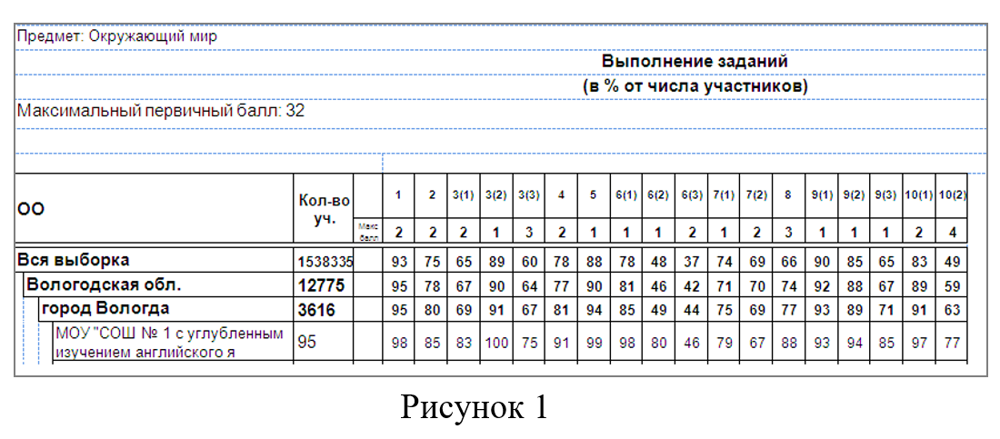 Предмет: Окружающий мир
Выполнение заданий
(в % от числа участников)
Максимальный первичный балл: 32
ОО Кол-во уч. 1 2 3(1) 3(2) 3(3) 4 5 6(1) 6(2) 6(3) 7(1) 7(2) 8 9(1) 9(2) 9(3) 10(1) 10(2)
Макс балл 2 2 2 1 3 2 1 1 1 2 1 2 3 1 1 1 2 4
Вся выборка 1538335 93 75 65 89 60 78 88 78 48 37 74 69 66 90 85 65 83 49
Вологодская обл. 12775 95 78 67 90 64 77 90 81 46 42 71 70 74 92 88 67 89 59
город Вологда 3616 95 80 69 91 67 81 94 85 49 44 75 69 77 93 89 71 91 63
МОУ "СОШ № 1 с углубленным
изучением английского я 95 98 85 83 100 75 91 99 98 80 46 79 67 88 93 94 85 97 77
Рисунок 1